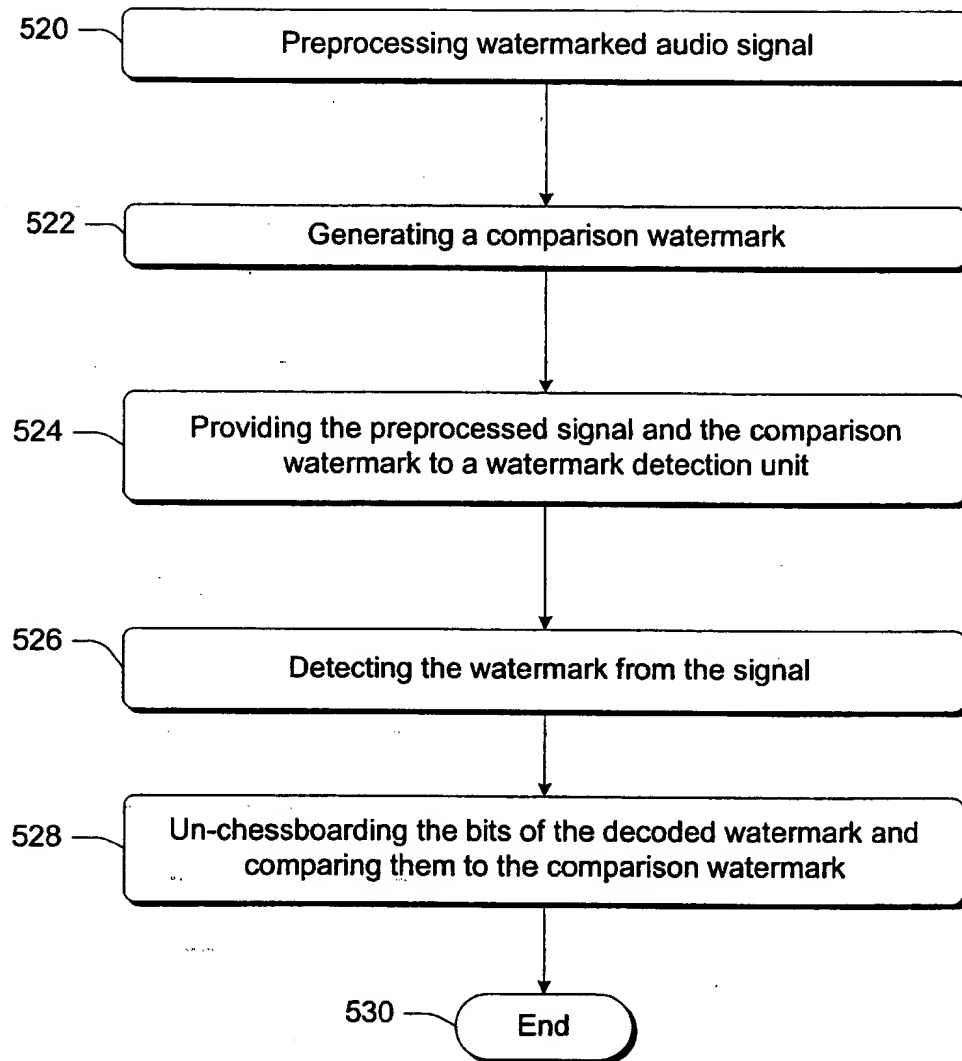 520
Preprocessing watermarked audio signal
522
Generating a comparison watermark
524
Providing the preprocessed signal and the comparison
watermark to a watermark detection unit
526
Detecting the watermark from the signal
528
Un-chessboarding the bits of the decoded watermark and
comparing them to the comparison watermark
530
End